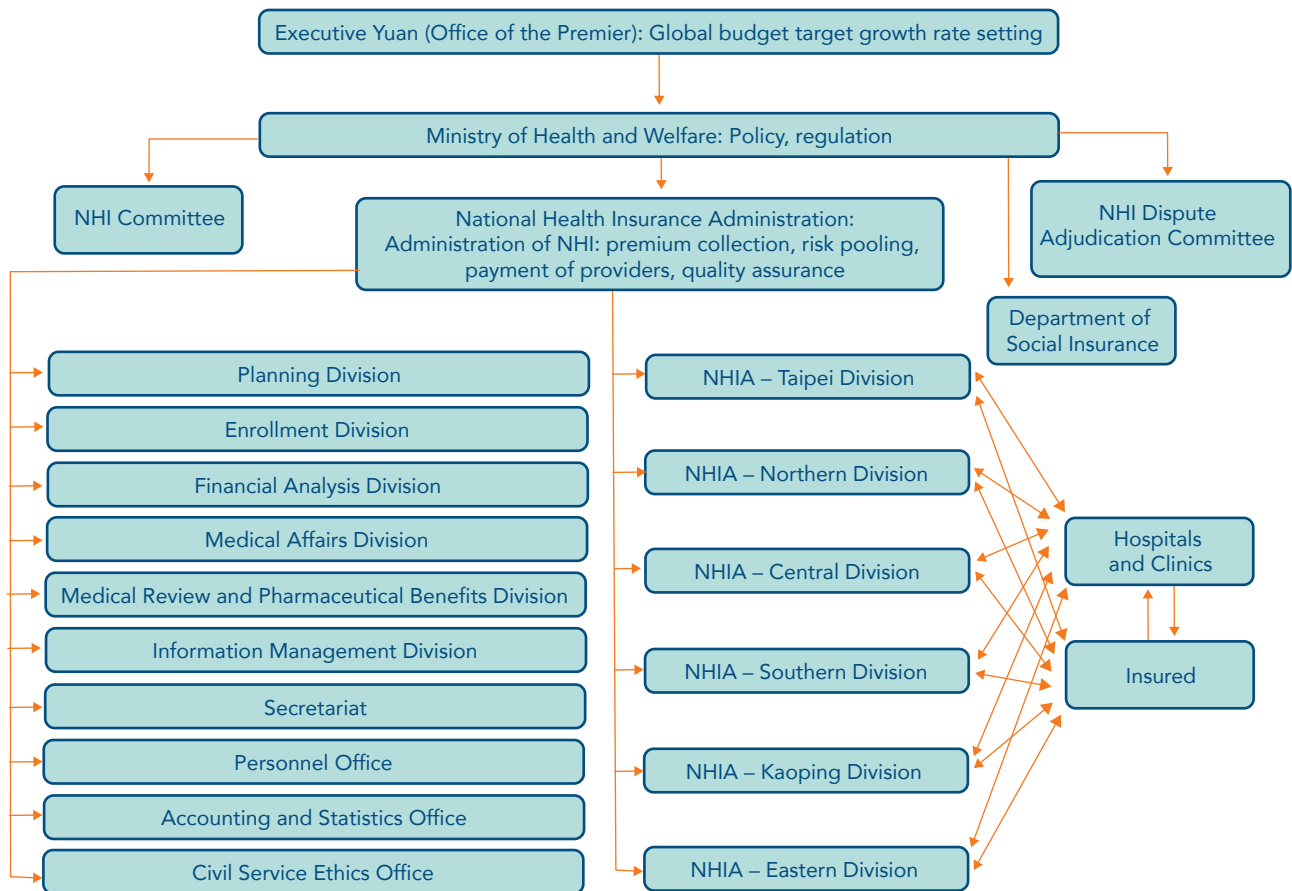 Executive Yuan (Office of the Premier): Global budget target growth rate setting
Ministry of Health and Welfare: Policy, regulation
NHI Committee
National Health Insurance Administration:
Administration of NHI: premium collection, risk pooling,
payment of providers, quality assurance
NHI Dispute
Adjudication Committee
Department of
Social Insurance
Planning Division
Enrollment Division
Financial Analysis Division
Medical Affairs Division
Medical Review and Pharmaceutical Benefits Division
Information Management Division
Secretariat
Personnel Office
Accounting and Statistics Office
Civil Service Ethics Office
NHIA – Taipei Division
NHIA – Northern Division
NHIA – Central Division
NHIA – Southern Division
NHIA – Kaoping Division
NHIA – Eastern Division
Hospitals
and Clinics
Insured